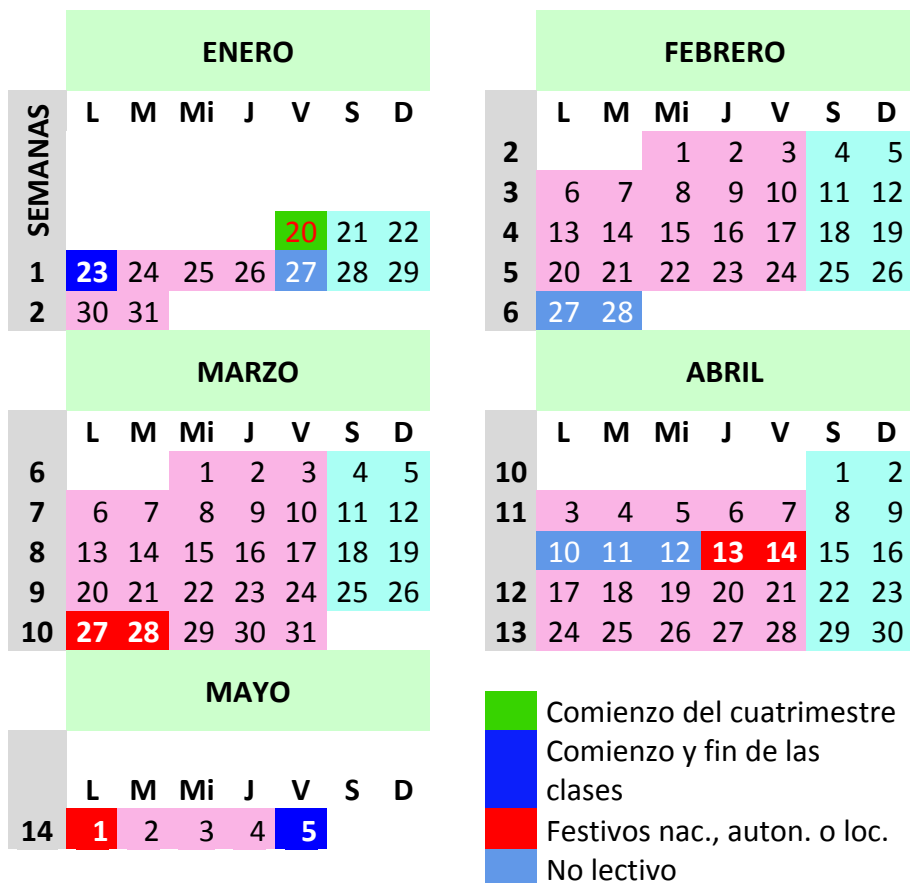 ENERO
SEMANAS
L M Mi J V S D
20 21 22
1 23 24 25 26 27 28 29
2 30 31
FEBRERO
L M Mi J V S D
2 1 2 3 4 5
3 6 7 8 9 10 11 12
4 13 14 15 16 17 18 19
5 20 21 22 23 24 25 26
6 27 28
MARZO
L M Mi J V S D
6 1 2 3 4 5
7 6 7 8 9 10 11 12
8 13 14 15 16 17 18 19
9 20 21 22 23 24 25 26
10 27 28 29 30 31
ABRIL
L M Mi J V S D
10 1 2
11 3 4 5 6 7 8 9
10 11 12 13 14 15 16
12 17 18 19 20 21 22 23
13 24 25 26 27 28 29 30
MAYO
L M Mi J V S D
14 1 2 3 4 5
Comienzo del cuatrimestre
Comienzo y fin de las
clases
Festivos nac., auton. o loc.
No lectivo